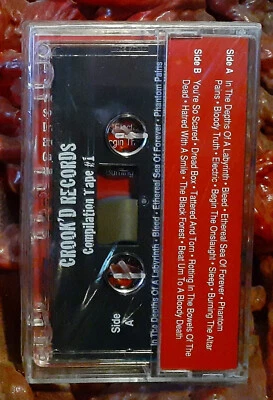 Side A In The Depths Of A Labyrinth • Bleed • Ethereal Sea Of Forever • Phantom
Pains • Bloody Truth • Electric • Begin The Onslaught • Sleep • Burning The Altar
Side B You're So Scared • Dread Box • Tattered And Torn • Rotting In The Bowels Of The
Dead • Hatred With A Smile • The Black Forest • Beat Um To A Bloody Death
Side A
In The Depths Of A Labyrinth • Bleed • Ethereal Sea Of Forever • Phantom Pains
CROOK'D RECORDS
Compilation Tape #1